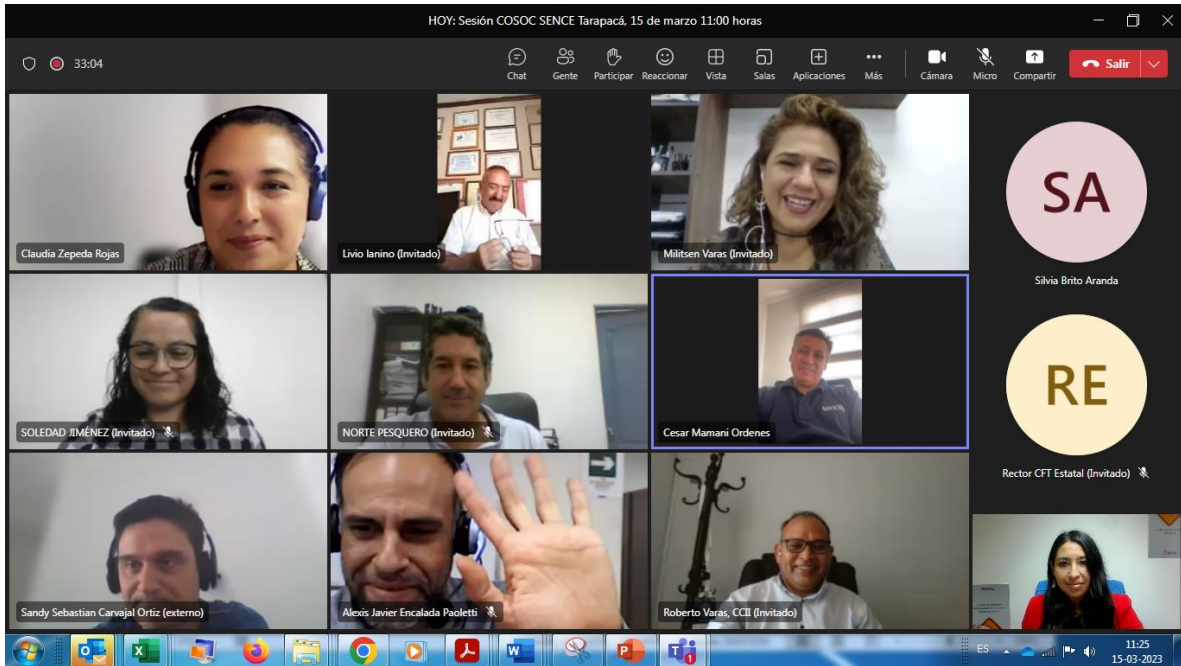 HOY: Sesión COSOC SENCE Tarapacá, 15 de marzo 11:00 horas
33:04
Chat
Gente
Participar
Reaccionar
Vista
Salas
Aplicaciones
Más
Cámara
Micro
Compartir
Salir
Claudia Zepeda Rojas
Livio Ianino (Invitado)
Militsen Varas (Invitado)
SA
Silvia Brito Aranda
SOLEDAD JIMÉNEZ (Invitado)
NORTE PESQUERO (Invitado)
Cesar Mamani Ordenes
sence
RE
Rector CFT Estatal (Invitado)
Sandy Sebastian Carvajal Ortiz (externo)
Alexis Javier Encalada Paoletti
Roberto Varas, CCII (Invitado)
ES
11:25
15-03-2023